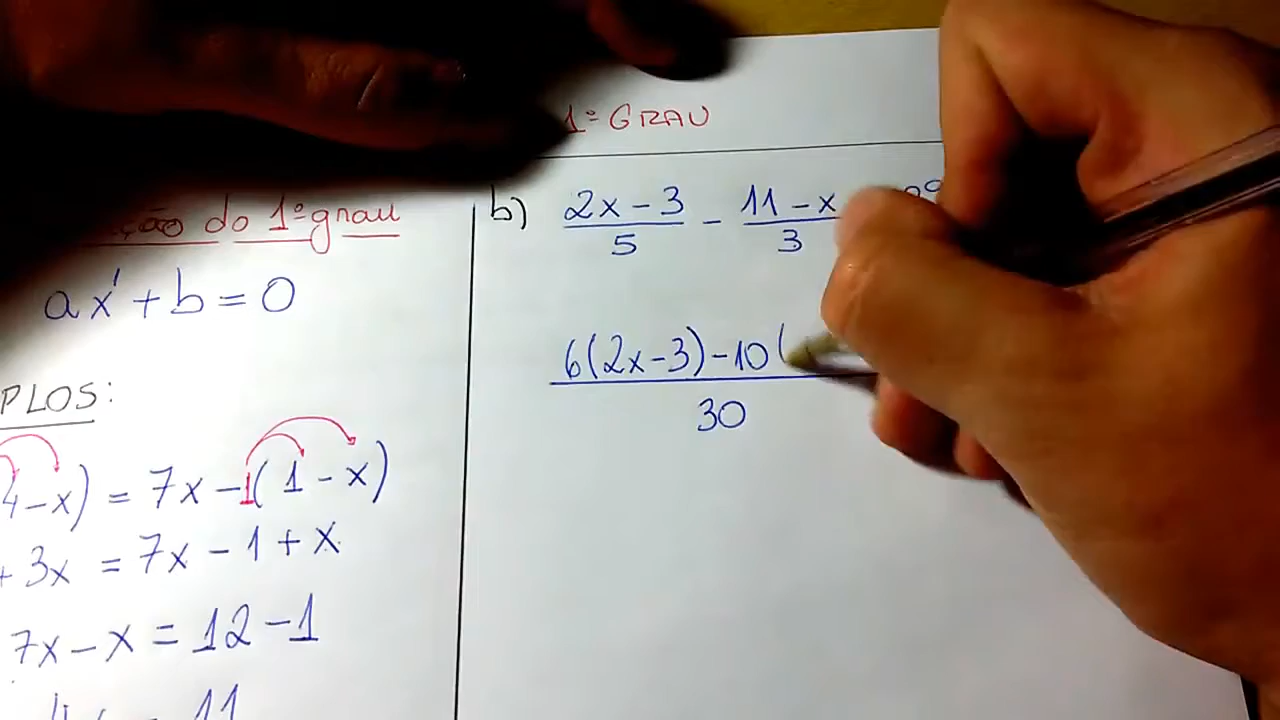 1º GRAU
do 1º grau
ax¹ + b = 0
PLOS:
4-x) = 7x - 1(1 - x)
+ 3x = 7x - 1 + x
7x - x = 12 - 1
11
b) 2x - 3 / 5 - 11 - x / 3
6(2x-3) - 10(
30